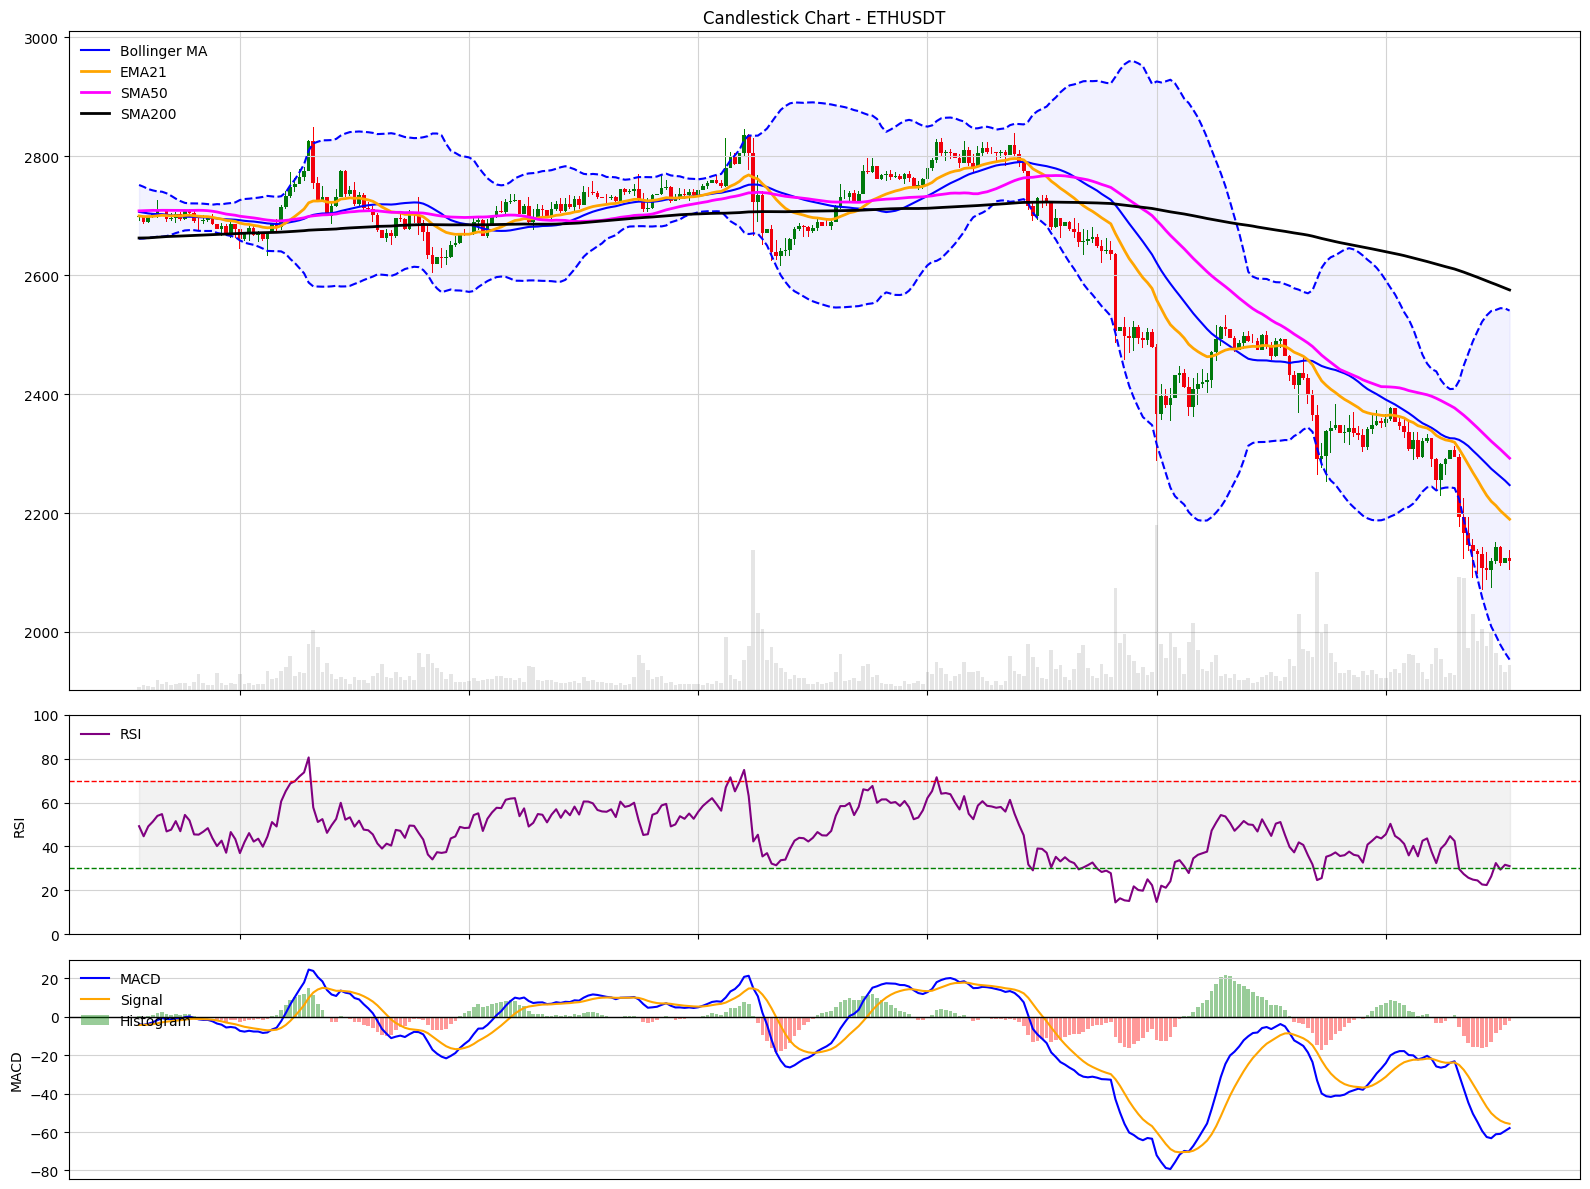 Candlestick Chart - ETHUSDT
3000
Bollinger MA
EMA21
SMA50
SMA200
2800
2600
2400
2200
2000
100
RSI
80
60
RSI
40
20
0
MACD
20
Signal
Histogram
0
−20
MACD
−40
−60
−80